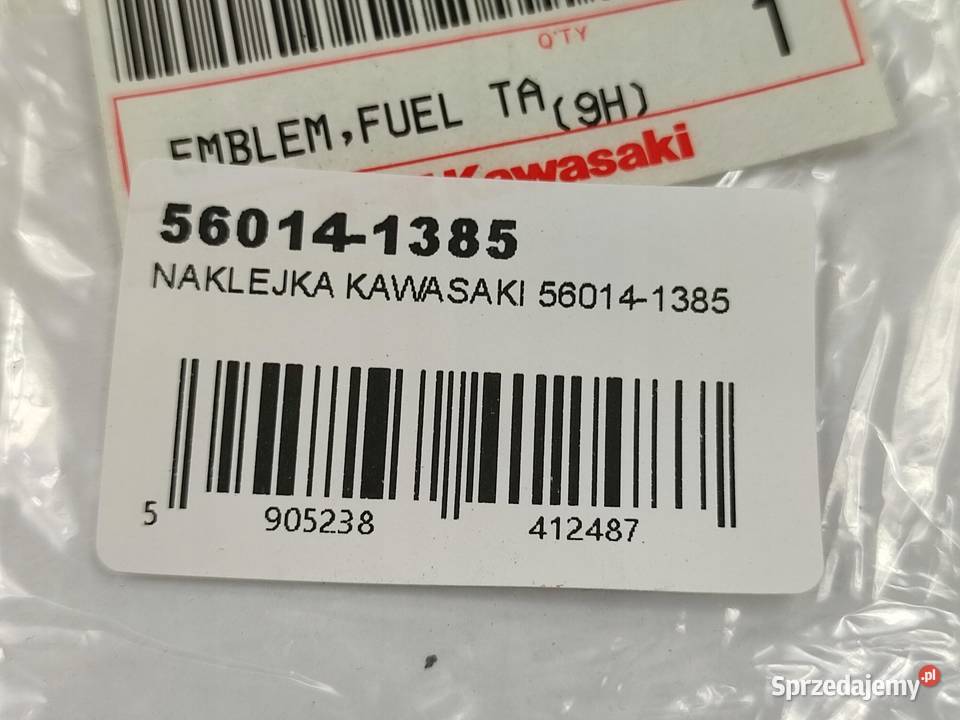 Q'TY 1
EMBLEM,FUEL TA(9H)
Kawasaki
56014-1385
NAKLEJKA KAWASAKI 56014-1385
5 905238 412487
Sprzedajemy.pl